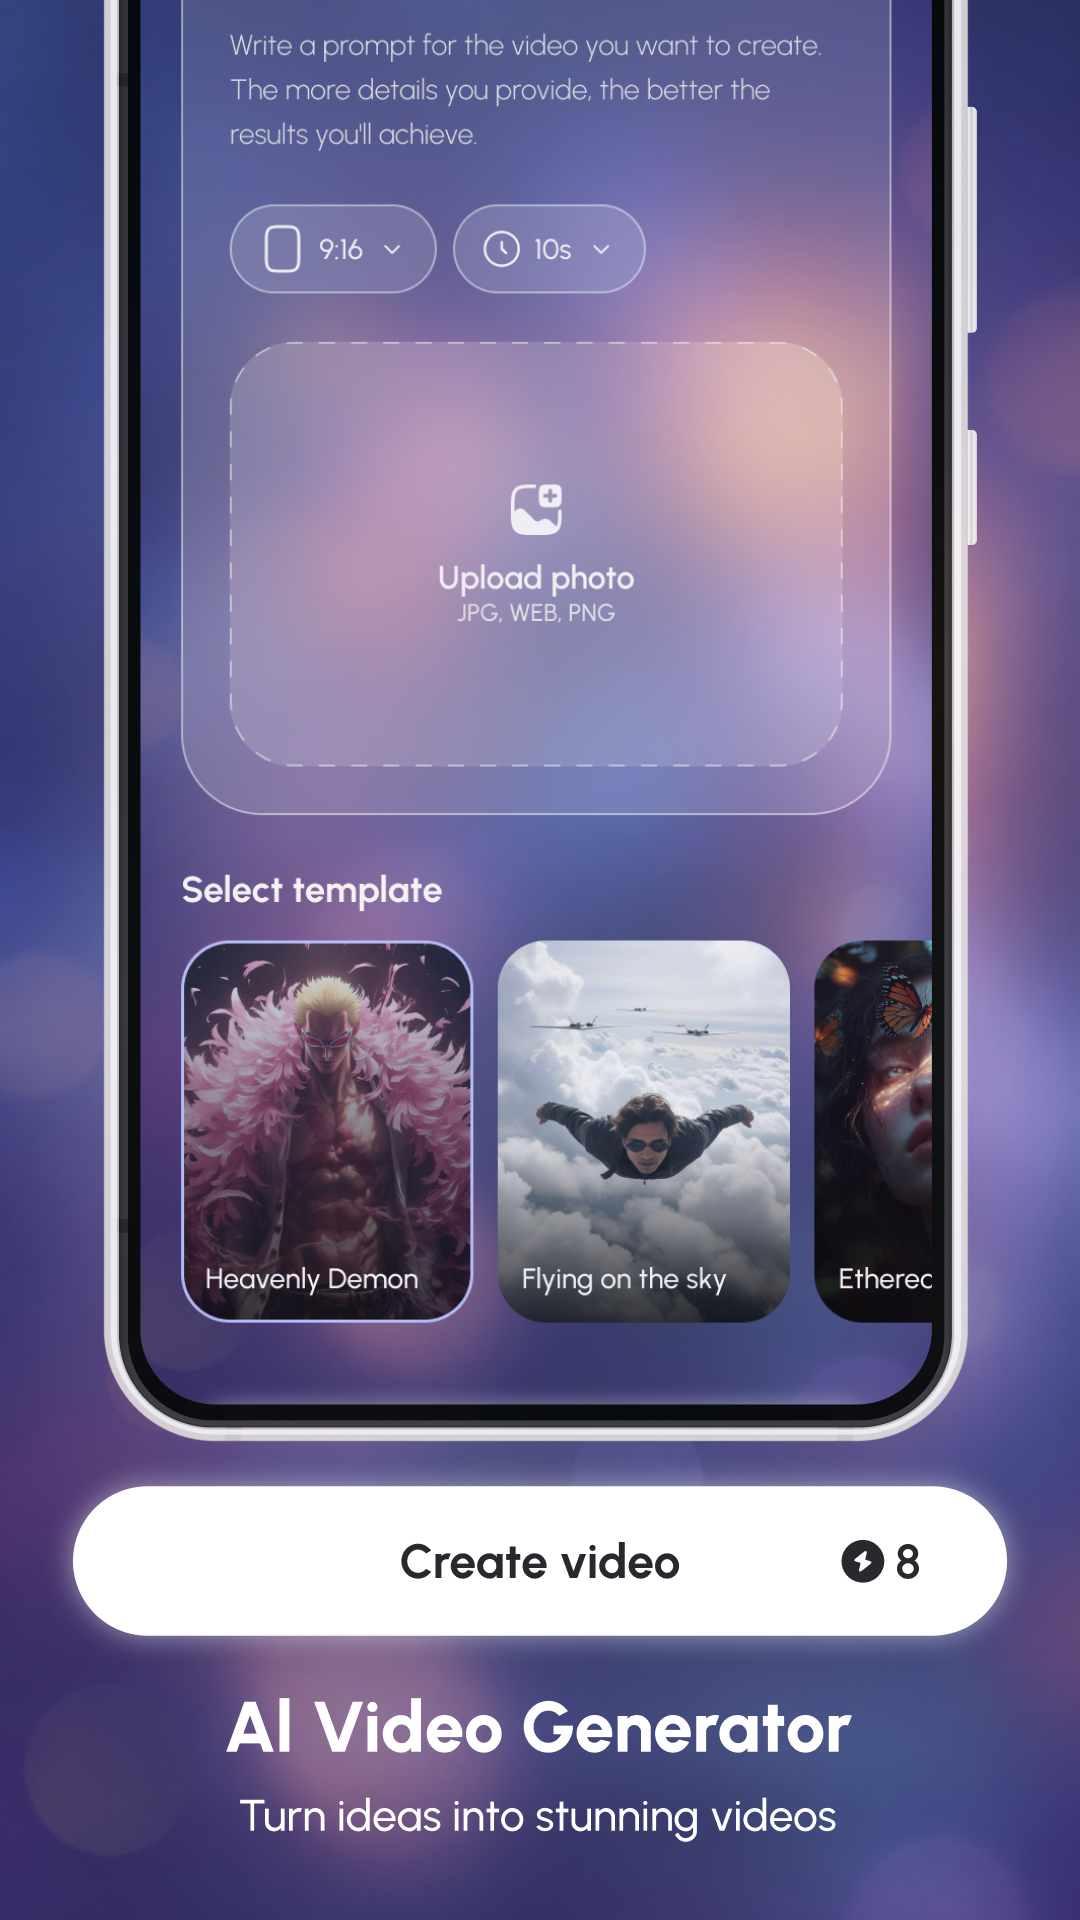 Write a prompt for the video you want to create.
The more details you provide, the better the
results you'll achieve.
9:16
10s
Upload photo
JPG, WEB, PNG
Select template
Heavenly Demon
Flying on the sky
Create video
8
AI Video Generator
Turn ideas into stunning videos